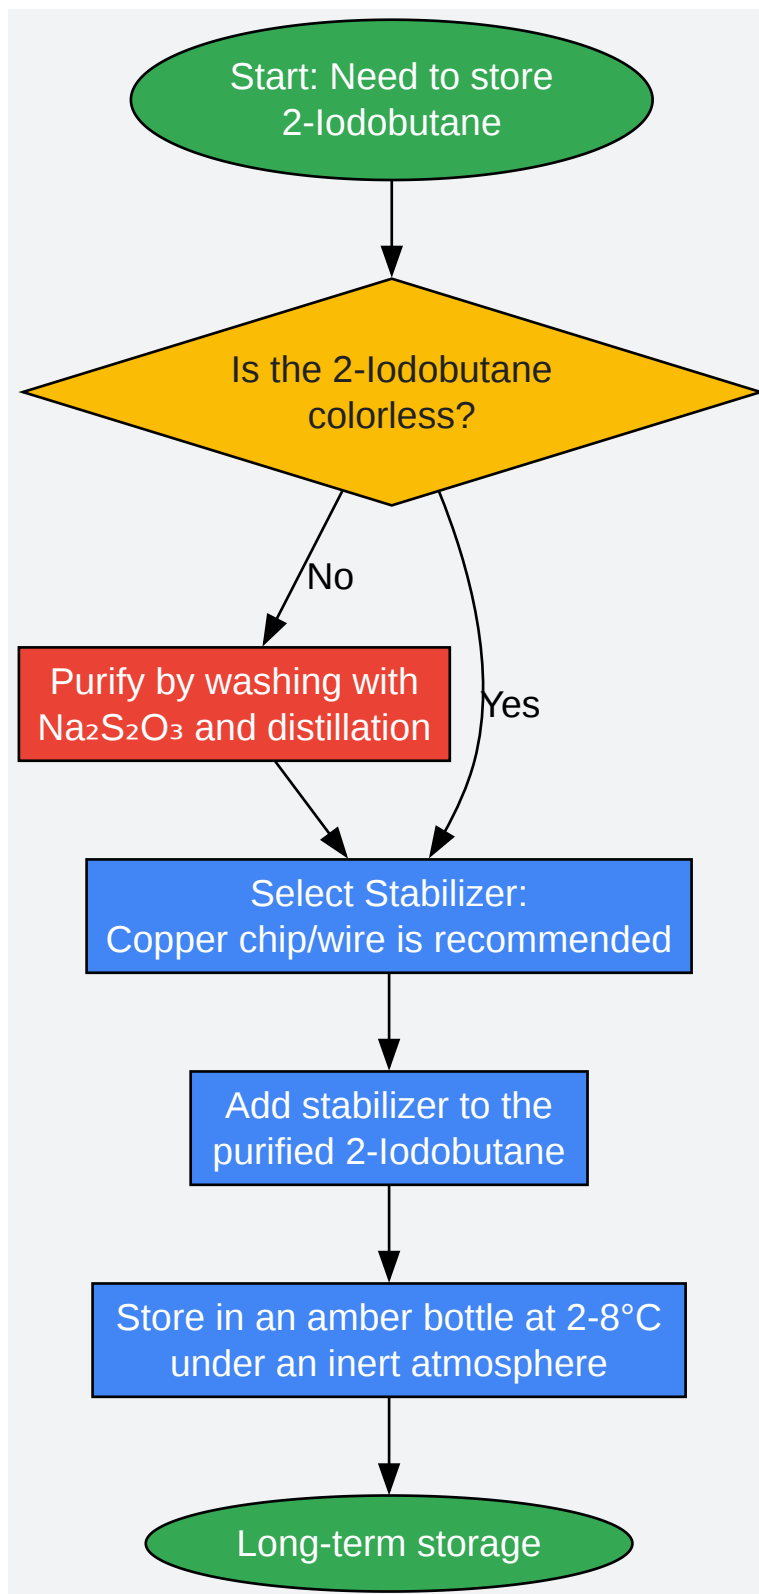 Start: Need to store
2-Iodobutane
Is the 2-Iodobutane
colorless?
No
Purify by washing with
Na₂S₂O₃ and distillation
Yes
Select Stabilizer:
Copper chip/wire is recommended
Add stabilizer to the
purified 2-Iodobutane
Store in an amber bottle at 2-8°C
under an inert atmosphere
Long-term storage